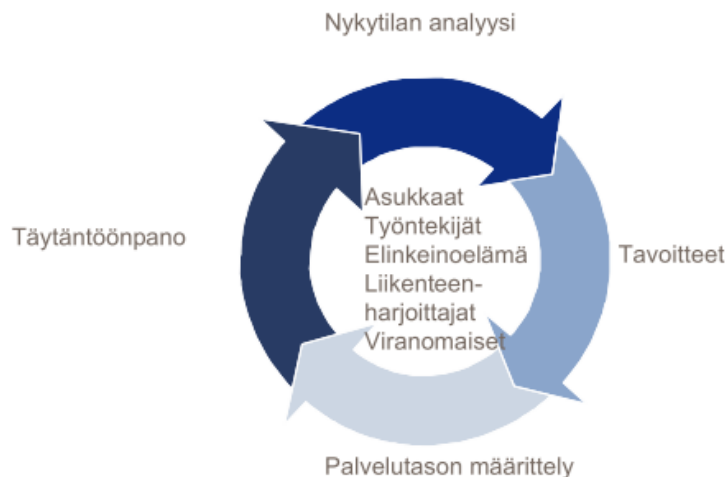 Nykytilan analyysi
Asukkaat
Työntekijät
Elinkeinoelämä
Liikenteen-
harjoittajat
Viranomaiset
Täytäntöönpano
Tavoitteet
Palvelutason määrittely